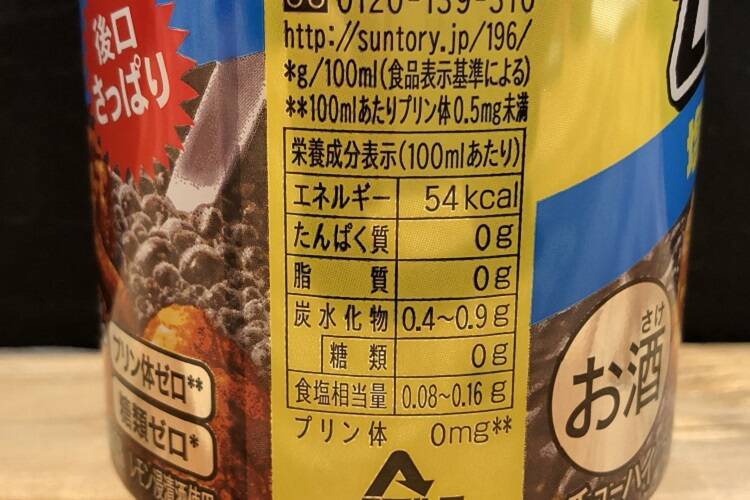 後口
さっぱり
http://suntory.jp/196/
*g/100ml(食品表示基準による)
**100mlあたりプリン体0.5mg未満
栄養成分表示(100mlあたり)
エネルギー 54kcal
たんぱく質 0g
脂質 0g
炭水化物 0.4~0.9g
糖類 0g
食塩相当量 0.08~0.16g
プリン体 0mg**
プリン体ゼロ**
糖類ゼロ*
さけ
お酒